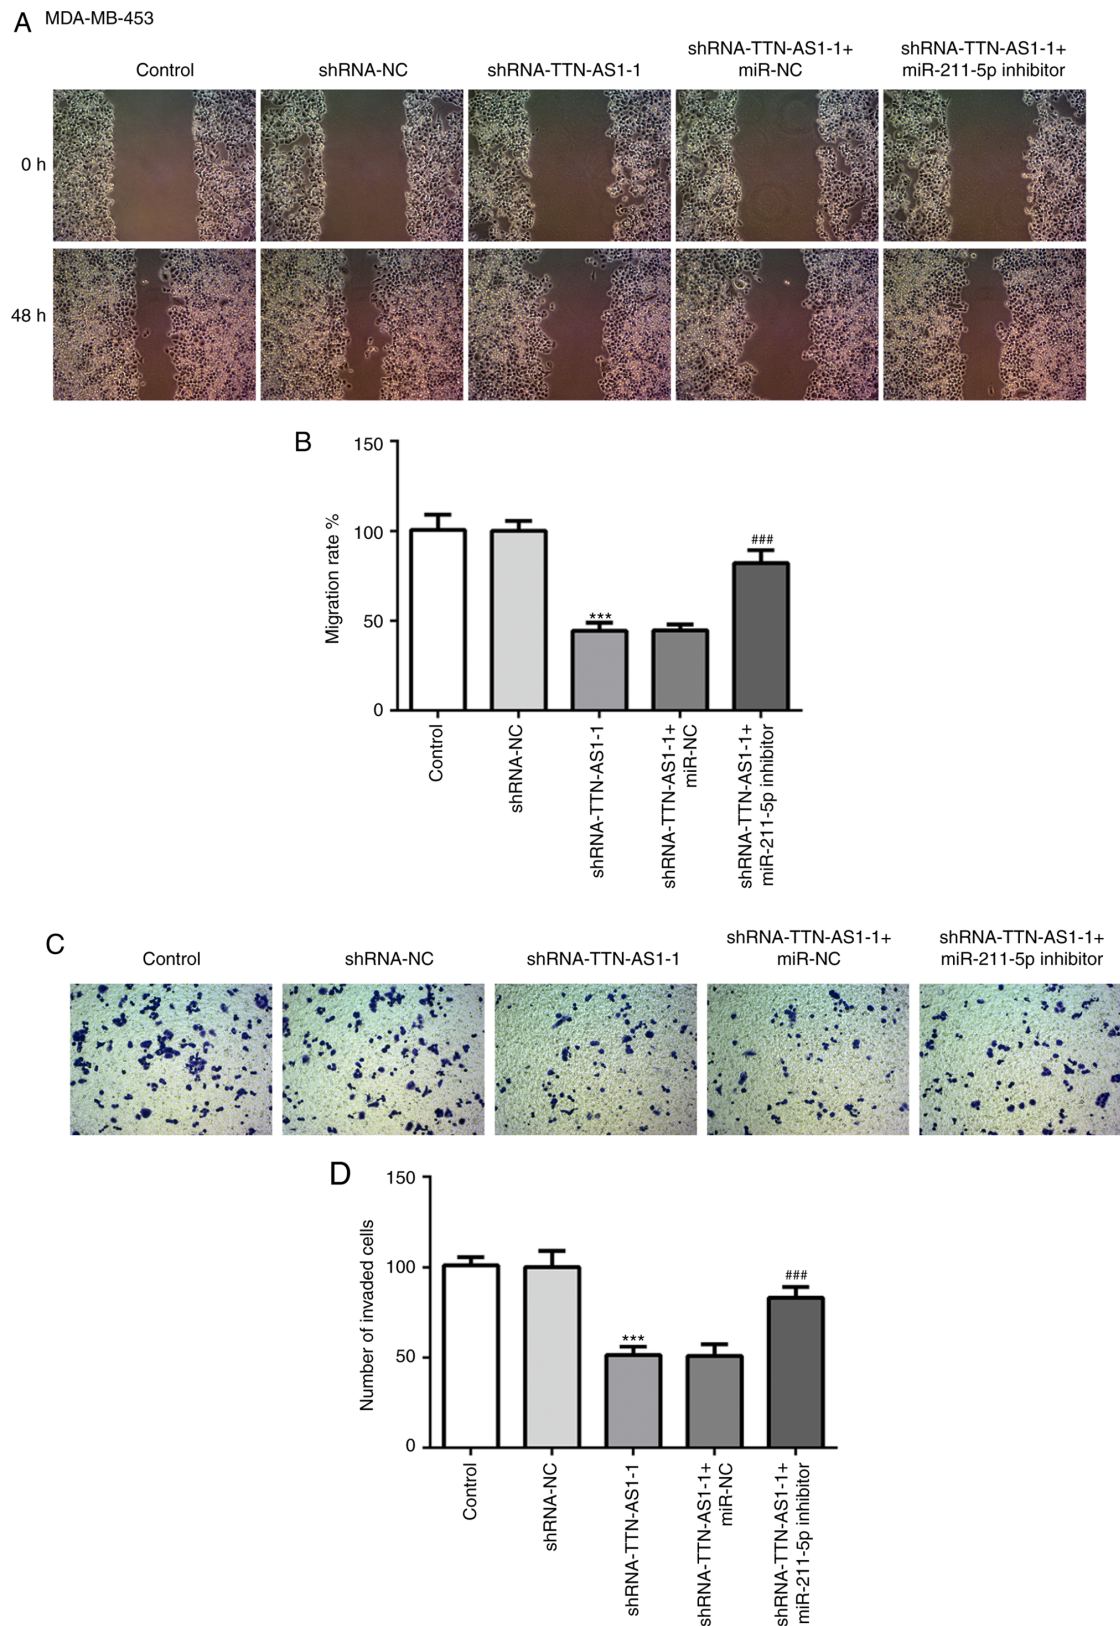 A MDA-MB-453
Control
shRNA-NC
shRNA-TTN-AS1-1
shRNA-TTN-AS1-1+
miR-NC
shRNA-TTN-AS1-1+
miR-211-5p inhibitor
0 h
48 h
B
Migration rate %
150
100
50
0
***
###
Control
shRNA-NC
shRNA-TTN-AS1-1
shRNA-TTN-AS1-1+
miR-NC
shRNA-TTN-AS1-1+
miR-211-5p inhibitor
C
Control
shRNA-NC
shRNA-TTN-AS1-1
shRNA-TTN-AS1-1+
miR-NC
shRNA-TTN-AS1-1+
miR-211-5p inhibitor
D
Number of invaded cells
150
100
50
0
***
###
Control
shRNA-NC
shRNA-TTN-AS1-1
shRNA-TTN-AS1-1+
miR-NC
shRNA-TTN-AS1-1+
miR-211-5p inhibitor